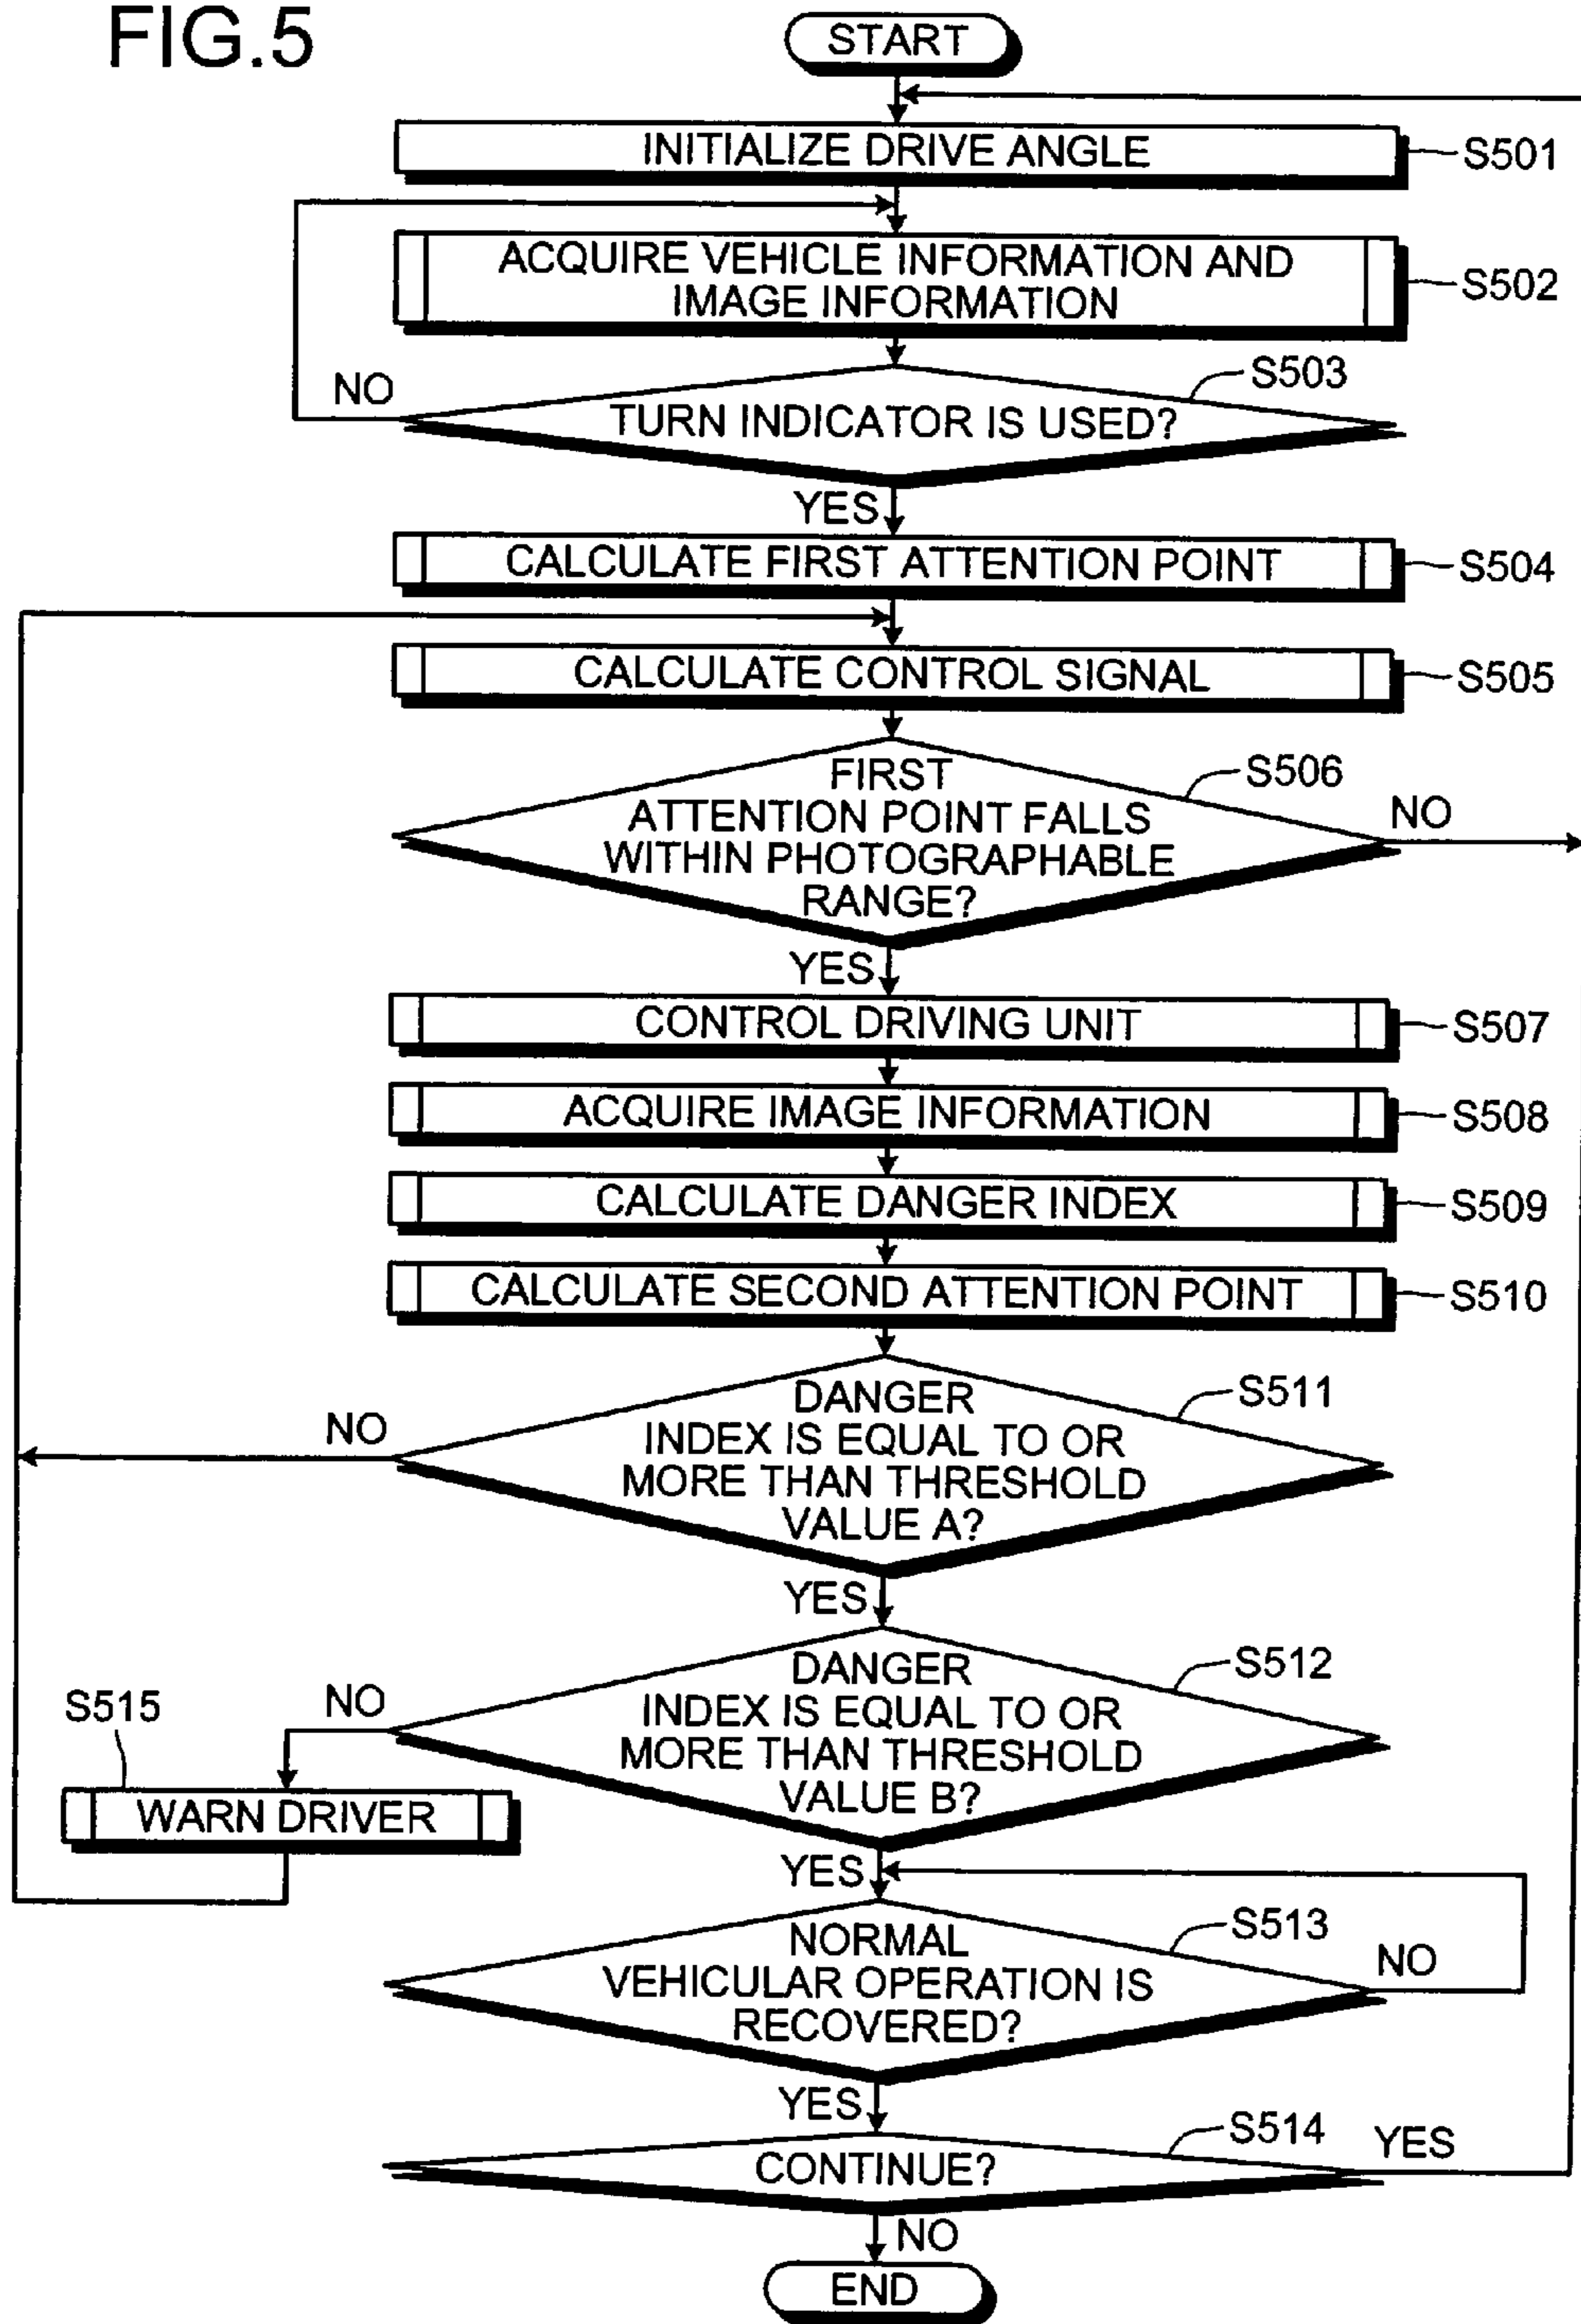 FIG.5
START
INITIALIZE DRIVE ANGLE
S501
ACQUIRE VEHICLE INFORMATION AND
IMAGE INFORMATION
S502
S503
NO
TURN INDICATOR IS USED?
YES
CALCULATE FIRST ATTENTION POINT
S504
CALCULATE CONTROL SIGNAL
S505
S506
FIRST
ATTENTION POINT FALLS
WITHIN PHOTOGRAPHABLE
RANGE?
NO
YES
CONTROL DRIVING UNIT
S507
ACQUIRE IMAGE INFORMATION
S508
CALCULATE DANGER INDEX
S509
CALCULATE SECOND ATTENTION POINT
S510
S511
DANGER
INDEX IS EQUAL TO OR
MORE THAN THRESHOLD
VALUE A?
NO
YES
S512
DANGER
INDEX IS EQUAL TO OR
MORE THAN THRESHOLD
VALUE B?
NO
S515
WARN DRIVER
YES
S513
NORMAL
VEHICULAR OPERATION IS
RECOVERED?
NO
YES
S514
CONTINUE?
YES
NO
END